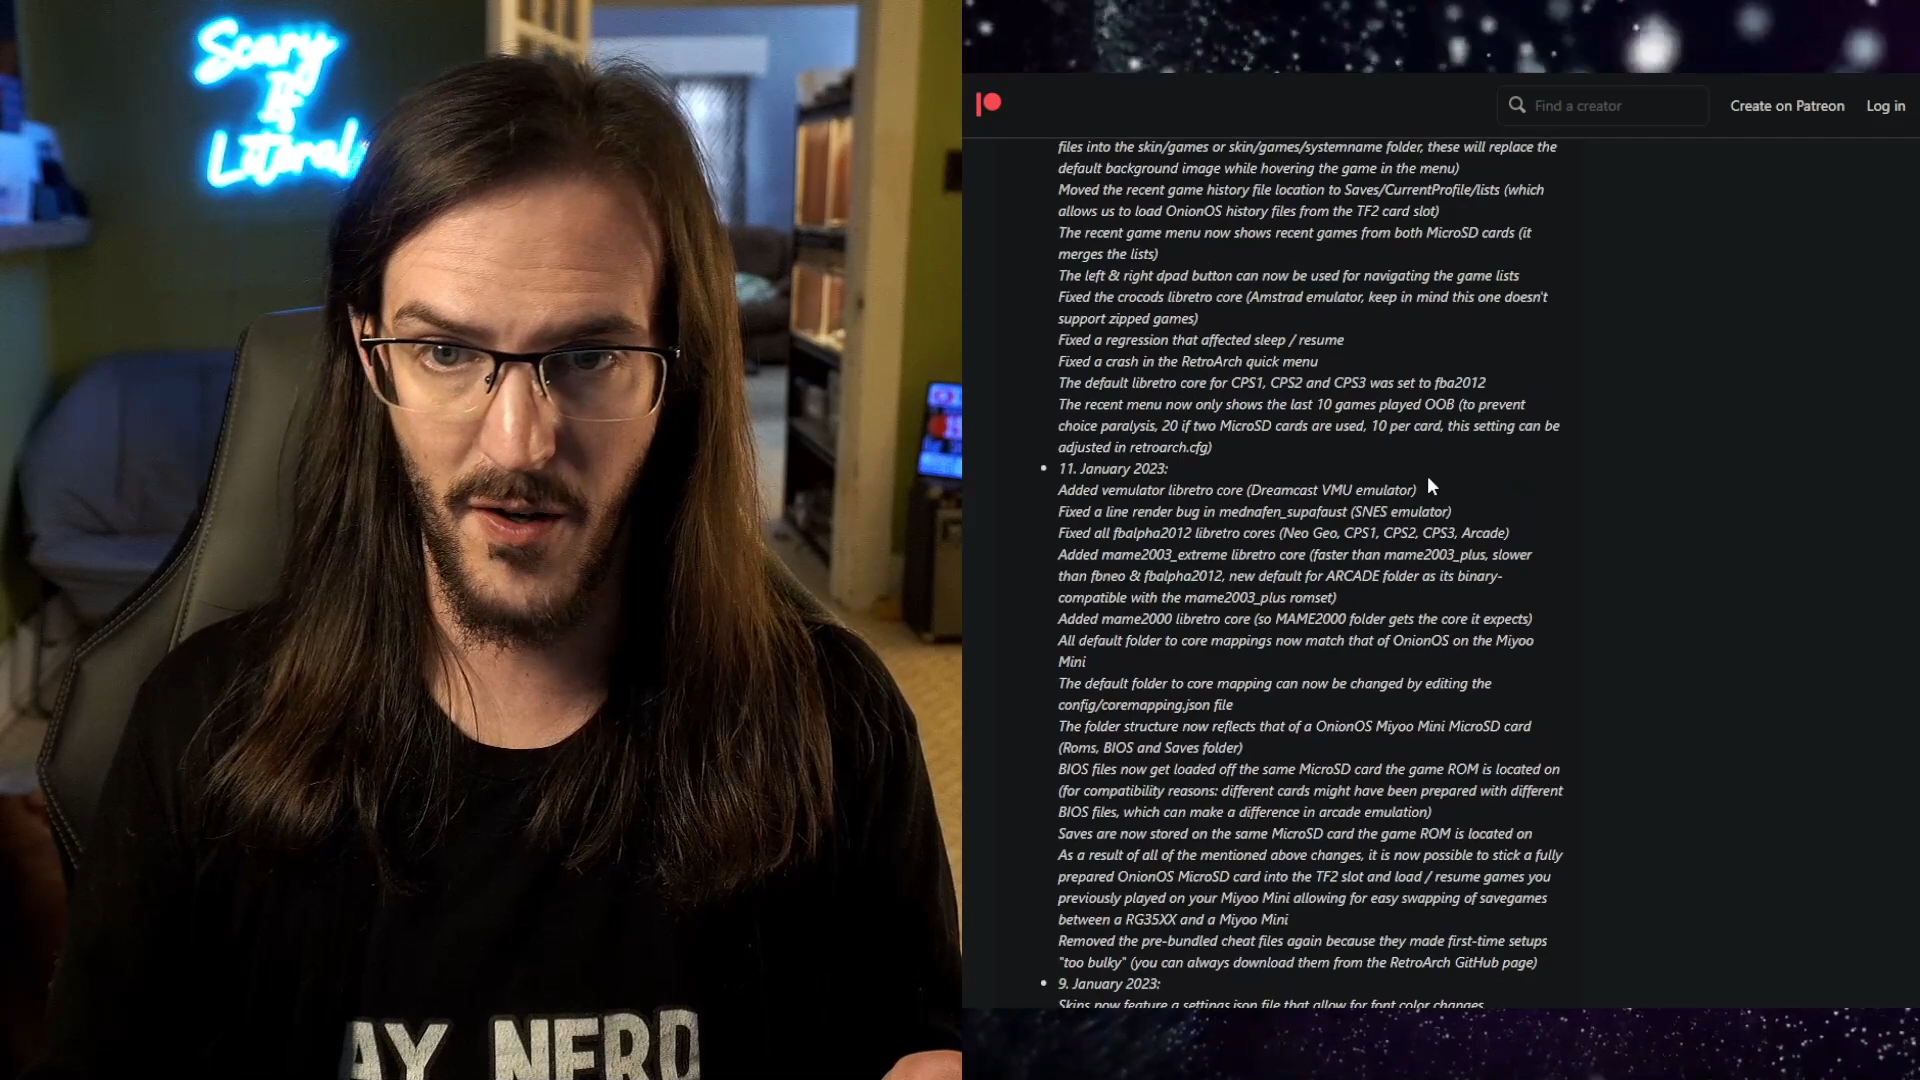 Scary
Is
Literal
AY NERD
Find a creator
Create on Patreon
Log in
files into the skin/games or skin/games/systemname folder, these will replace the
default background image while hovering the game in the menu)
Moved the recent game history file location to Saves/CurrentProfile/lists (which
allows us to load OnionOS history files from the TF2 card slot)
The recent game menu now shows recent games from both MicroSD cards (it
merges the lists)
The left & right dpad button can now be used for navigating the game lists
Fixed the crocods libretro core (Amstrad emulator, keep in mind this one doesn't
support zipped games)
Fixed a regression that affected sleep / resume
Fixed a crash in the RetroArch quick menu
The default libretro core for CPS1, CPS2 and CPS3 was set to fba2012
The recent menu now only shows the last 10 games played OOB (to prevent
choice paralysis, 20 if two MicroSD cards are used, 10 per card, this setting can be
adjusted in retroarch.cfg)
11. January 2023:
Added vemulator libretro core (Dreamcast VMU emulator)
Fixed a line render bug in mednafen_supafaust (SNES emulator)
Fixed all fbalpha2012 libretro cores (Neo Geo, CPS1, CPS2, CPS3, Arcade)
Added mame2003_extreme libretro core (faster than mame2003_plus, slower
than fbneo & fbalpha2012, new default for ARCADE folder as its binary-
compatible with the mame2003_plus romset)
Added mame2000 libretro core (so MAME2000 folder gets the core it expects)
All default folder to core mappings now match that of OnionOS on the Miyoo
Mini
The default folder to core mapping can now be changed by editing the
config/coremapping.json file
The folder structure now reflects that of a OnionOS Miyoo Mini MicroSD card
(Roms, BIOS and Saves folder)
BIOS files now get loaded off the same MicroSD card the game ROM is located on
(for compatibility reasons: different cards might have been prepared with different
BIOS files, which can make a difference in arcade emulation)
Saves are now stored on the same MicroSD card the game ROM is located on
As a result of all of the mentioned above changes, it is now possible to stick a fully
prepared OnionOS MicroSD card into the TF2 slot and load / resume games you
previously played on your Miyoo Mini allowing for easy swapping of savegames
between a RG35XX and a Miyoo Mini
Removed the pre-bundled cheat files again because they made first-time setups
"too bulky" (you can always download them from the RetroArch GitHub page)
9. January 2023:
Skins now feature a settings.json file that allow for font color changes